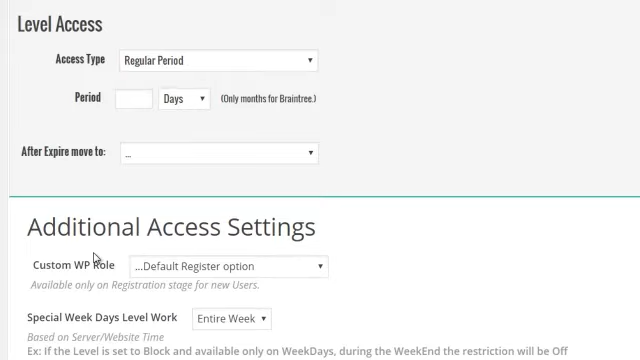 Level Access
Access Type Regular Period
Period Days (Only months for Braintree.)
After Expire move to: ...
Additional Access Settings
Custom WP Role ...Default Register option
Available only on Registration stage for new Users.
Special Week Days Level Work Entire Week
Based on Server/Website Time
Ex: If the Level is set to Block and available only on WeekDays, during the WeekEnd the restriction will be Off